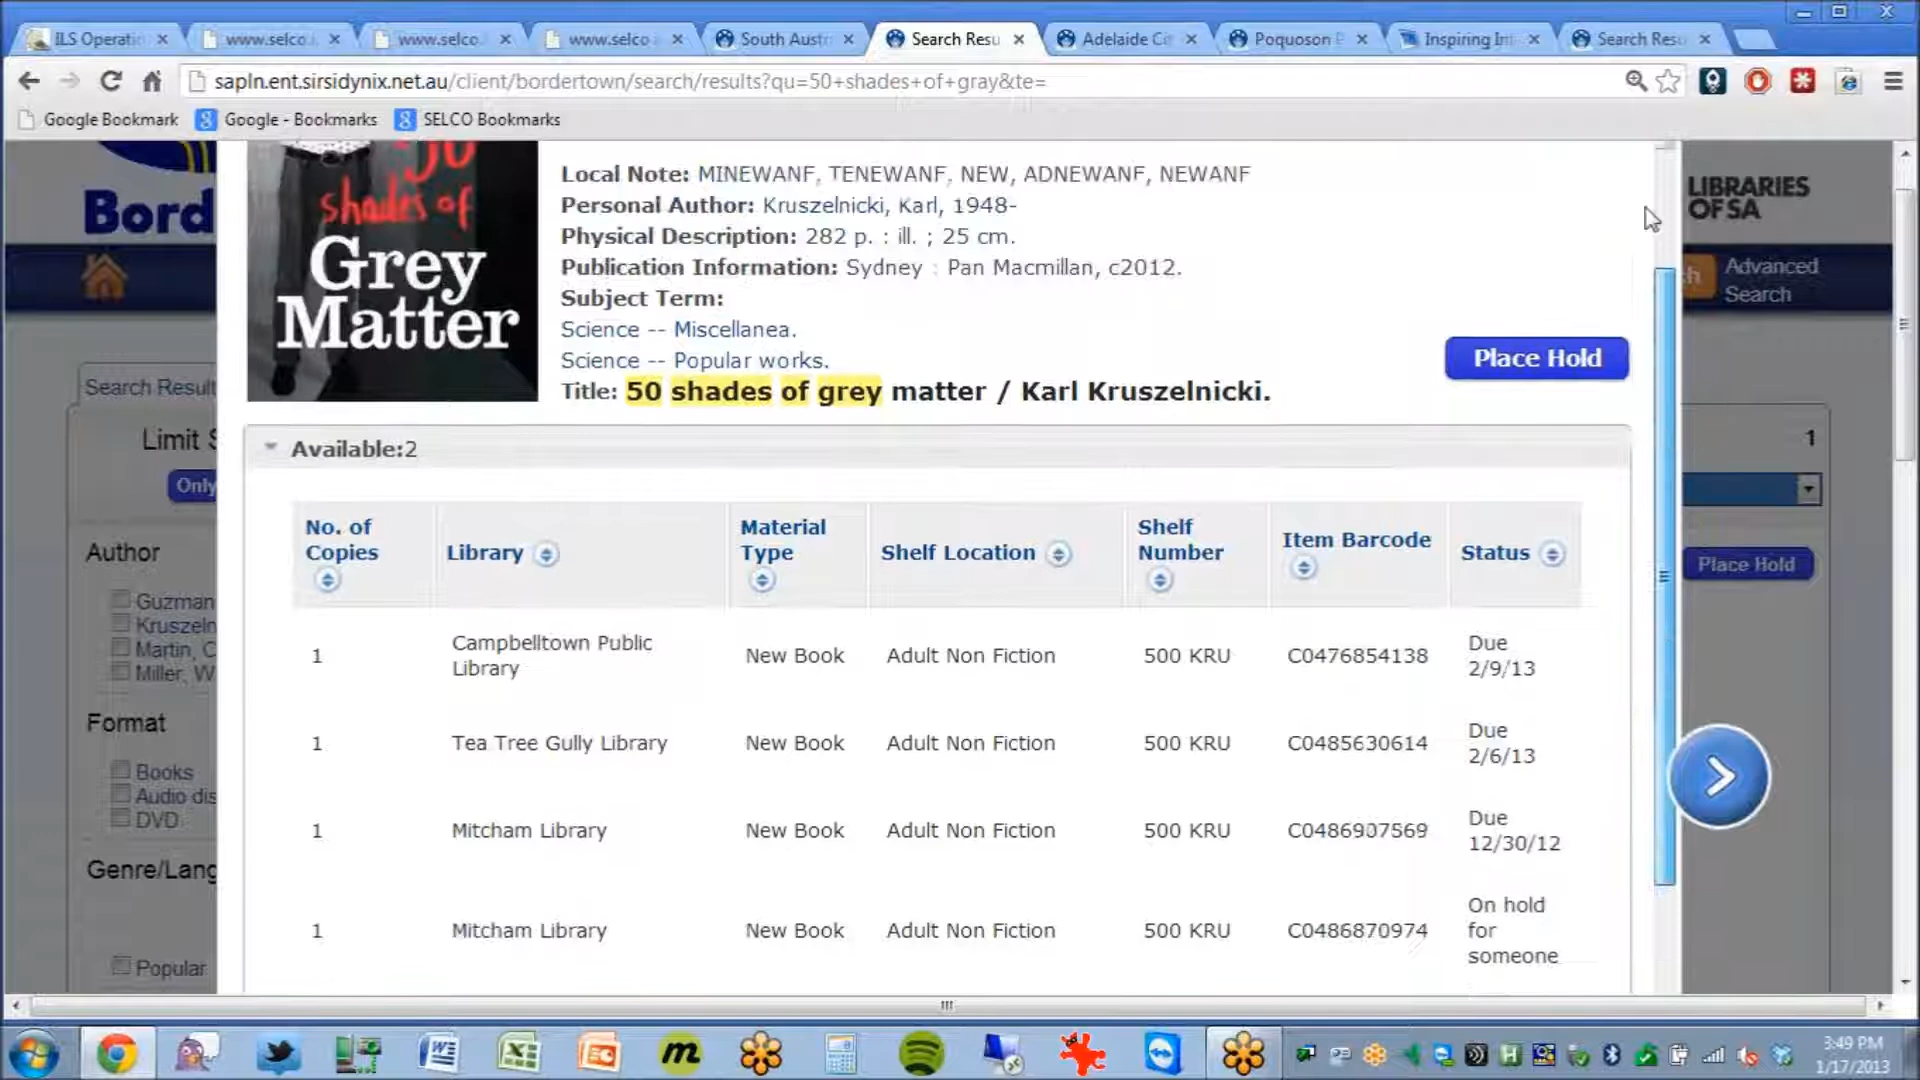 ILS Operati
www.selco.
www.selco.
www.selco
South Austr
Search Resu
Adelaide Ci
Poquoson P
Inspiring Int
Search Resu
sapln.ent.sirsidynix.net.au/client/bordertown/search/results?qu=50+shades+of+gray&te=
Google Bookmark
Google - Bookmarks
SELCO Bookmarks
Bord
LIBRARIES
OF SA
Advanced
Search
shades of
Grey
Matter
Local Note: MINEWANF, TENEWANF, NEW, ADNEWANF, NEWANF
Personal Author: Kruszelnicki, Karl, 1948-
Physical Description: 282 p. : ill. ; 25 cm.
Publication Information: Sydney : Pan Macmillan, c2012.
Subject Term:
Science -- Miscellanea.
Science -- Popular works.
Place Hold
Title: 50 shades of grey matter / Karl Kruszelnicki.
Search Result
Limit S
Only
Author
Guzman
Kruszeln
Martin, C
Miller, W
Format
Books
Audio dis
DVD
Genre/Lang
Popular
1
Place Hold
Available:2
No. of Copies Library Material Type Shelf Location Shelf Number Item Barcode Status
1 Campbelltown Public Library New Book Adult Non Fiction 500 KRU C0476854138 Due 2/9/13
1 Tea Tree Gully Library New Book Adult Non Fiction 500 KRU C0485630614 Due 2/6/13
1 Mitcham Library New Book Adult Non Fiction 500 KRU C0486907569 Due 12/30/12
1 Mitcham Library New Book Adult Non Fiction 500 KRU C0486870974 On hold for someone
3:49 PM
1/17/2013